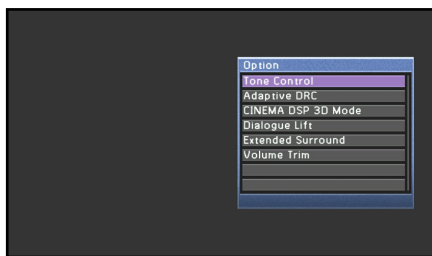 Option
Tone Control
Adaptive DRC
CINEMA DSP 3D Mode
Dialogue Lift
Extended Surround
Volume Trim